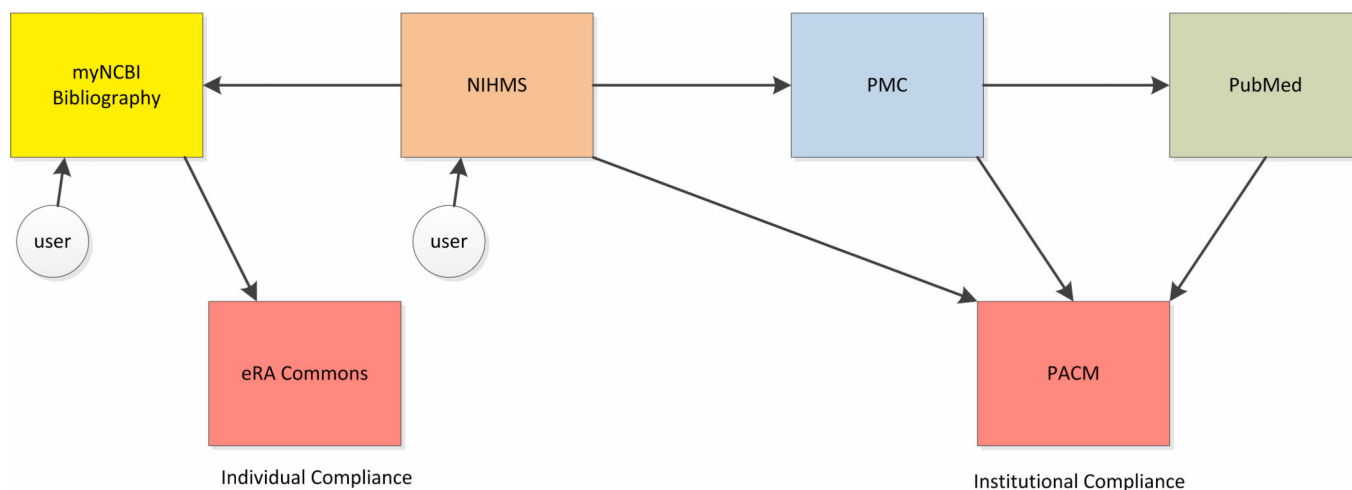 myNCBI
Bibliography
NIHMS
PMC
PubMed
user
user
eRA Commons
PACM
Individual Compliance
Institutional Compliance